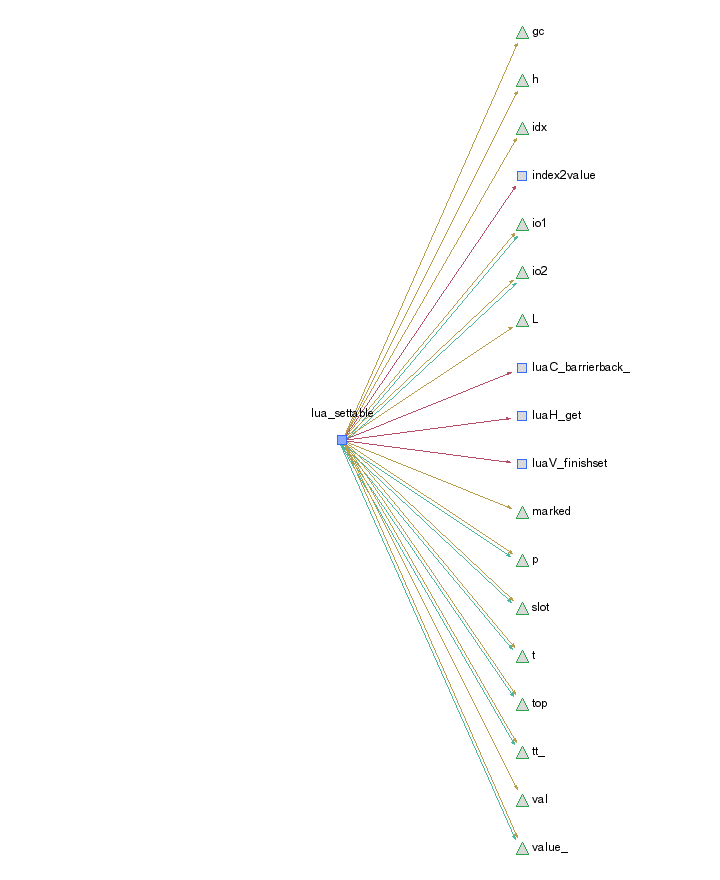 gc
h
idx
index2value
io1
io2
L
luaC_barrierback_
lua_settable
luaH_get
luaV_finishset
marked
p
slot
t
top
tt_
val
value_